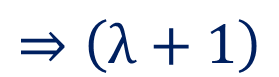 ⇒ (λ + 1)